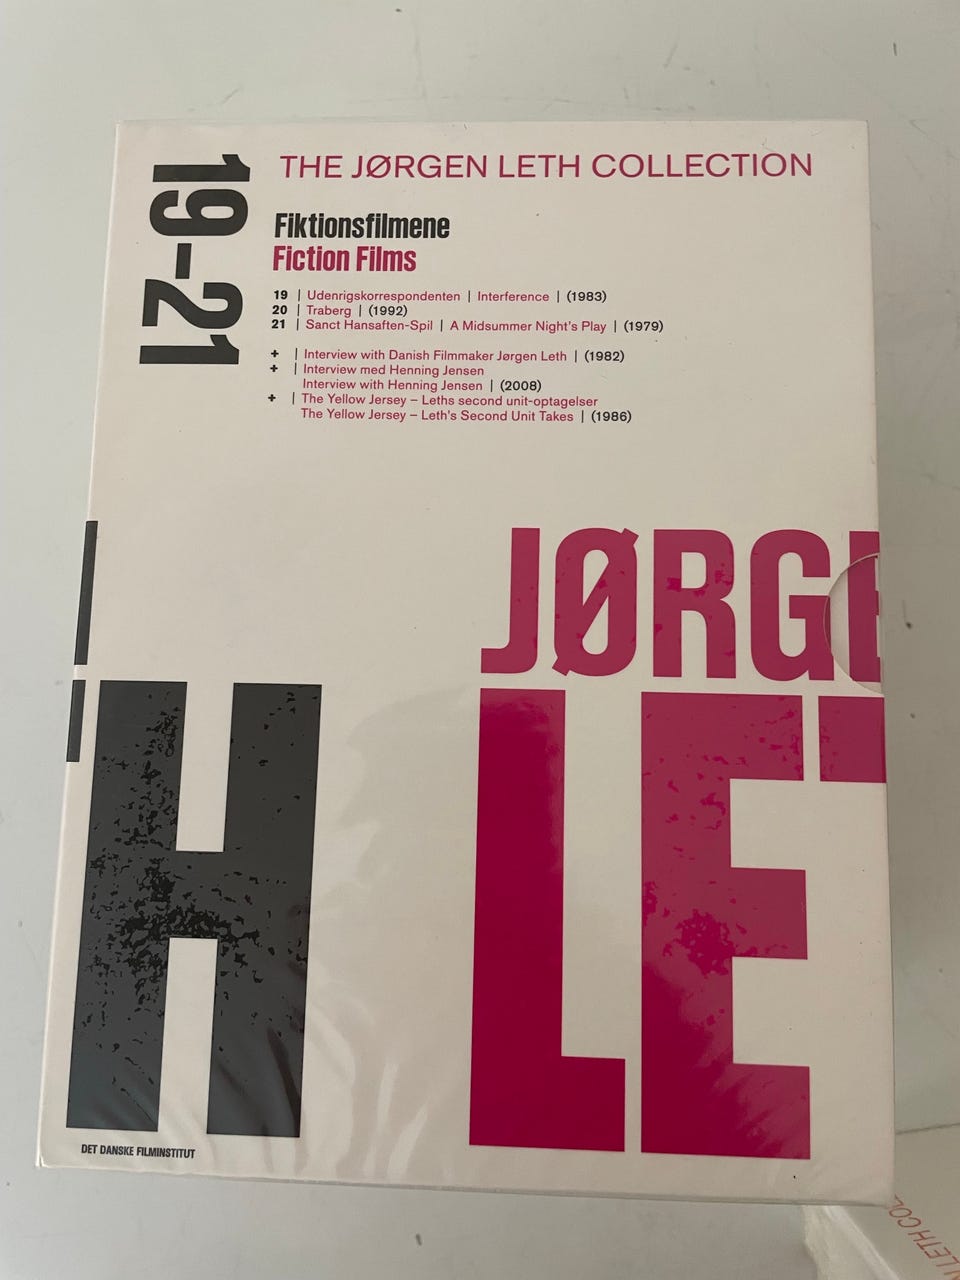 19-21
THE JØRGEN LETH COLLECTION
Fiktionsfilmene
Fiction Films
19 | Udenrigskorrespondenten | Interference | (1983)
20 | Traberg | (1992)
21 | Sanct Hansaften-Spil | A Midsummer Night's Play | (1979)
+ | Interview with Danish Filmmaker Jørgen Leth | (1982)
+ | Interview med Henning Jensen
Interview with Henning Jensen | (2008)
+ | The Yellow Jersey – Leths second unit-optagelser
The Yellow Jersey – Leth's Second Unit Takes | (1986)
JØRGE
H LET
DET DANSKE FILMINSTITUT
LETH COL